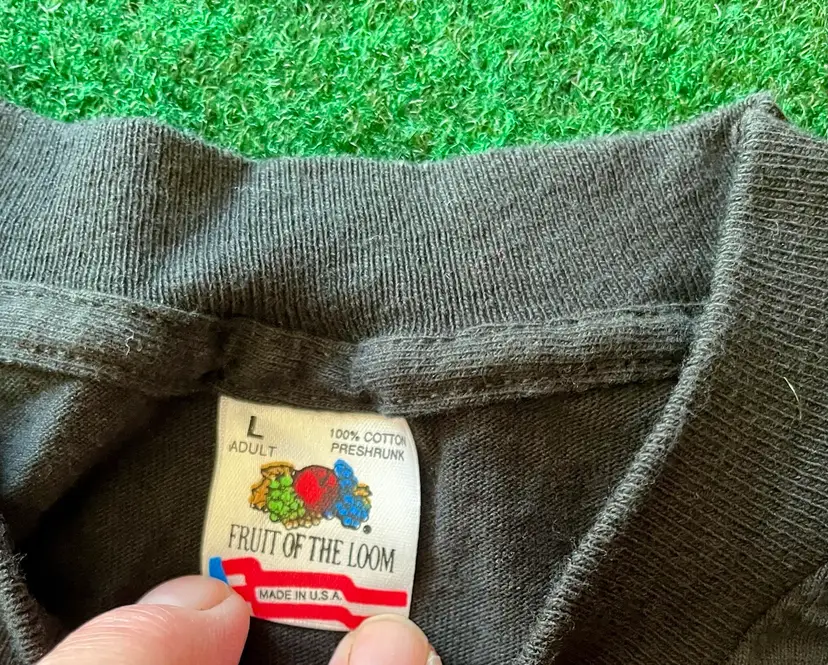 L
ADULT
100% COTTON
PRESHRUNK
®
FRUIT OF THE LOOM
MADE IN U.S.A.